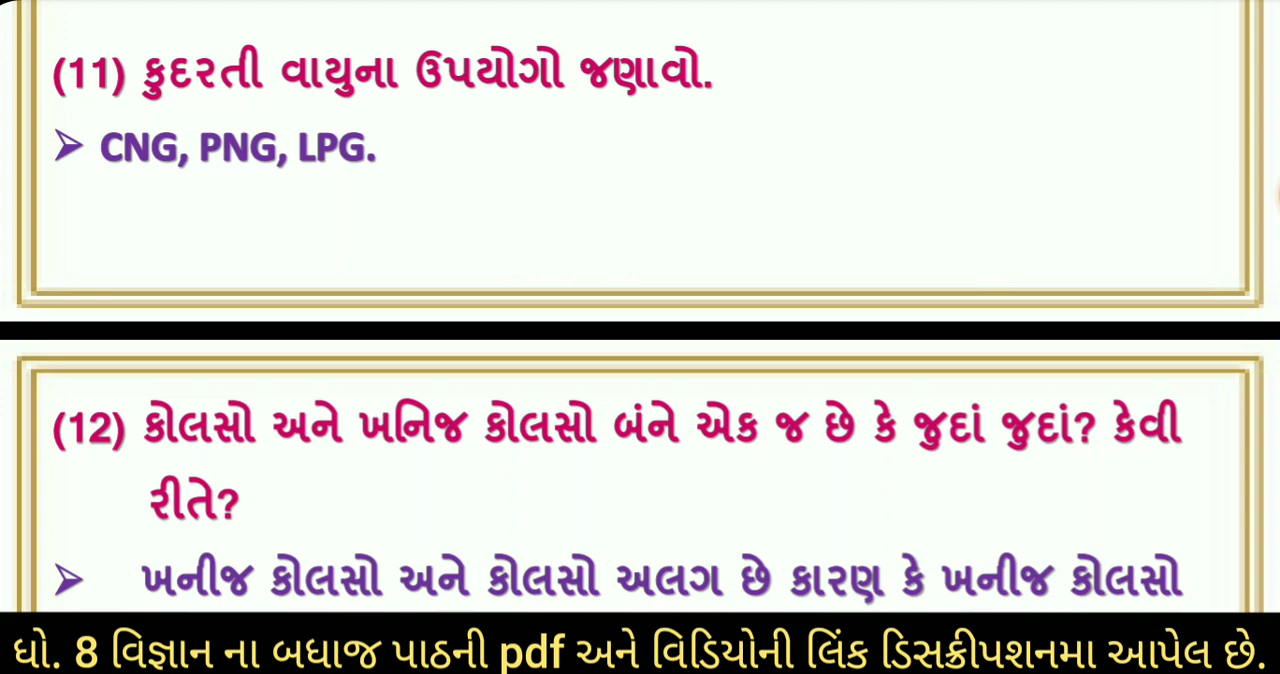 (11) કુદરતી વાયુના ઉપયોગો જણાવો.
➢ CNG, PNG, LPG.
(12) કોલસો અને ખનિજ કોલસો બંને એક જ છે કે જુદાં જુદાં? કેવી
રીતે?
➢ ખનીજ કોલસો અને કોલસો અલગ છે કારણ કે ખનીજ કોલસો
ધો. 8 વિજ્ઞાન ના બધાજ પાઠની pdf અને વિડિયોની લિંક ડિસક્રીપશનમા આપેલ છે.